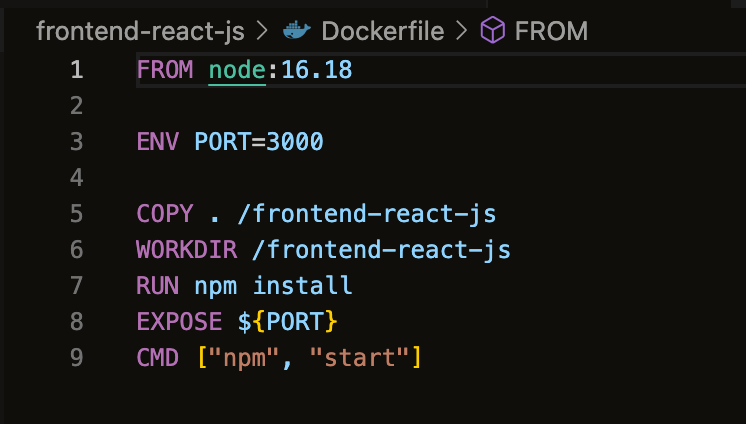 frontend-react-js > Dockerfile > FROM
1 FROM node:16.18
2
3 ENV PORT=3000
4
5 COPY . /frontend-react-js
6 WORKDIR /frontend-react-js
7 RUN npm install
8 EXPOSE ${PORT}
9 CMD ["npm", "start"]